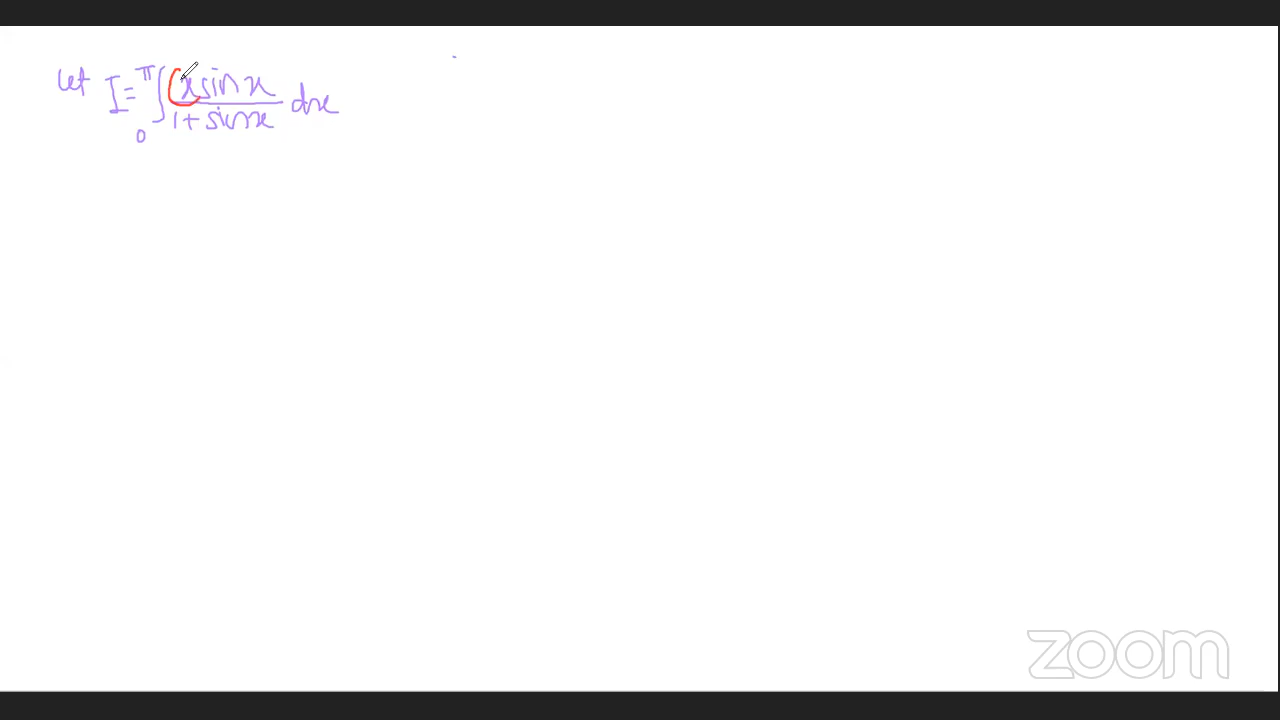 let I = π∫0 x sin x / 1 + sin x dx
zoom